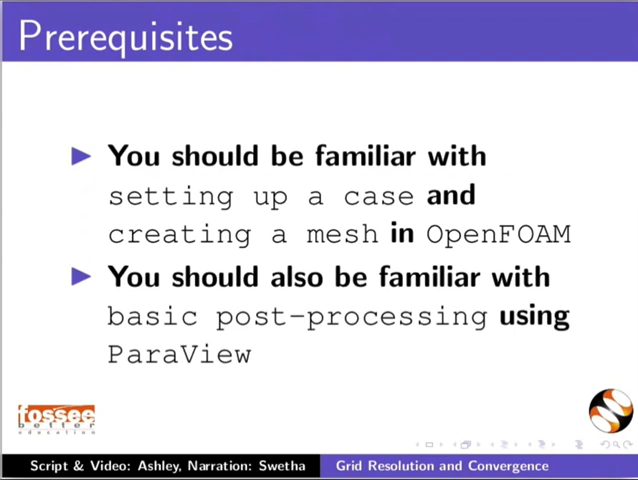 Prerequisites
You should be familiar with
setting up a case and
creating a mesh in OpenFOAM
You should also be familiar with
basic post-processing using
ParaView
fossee
better
education
Script & Video: Ashley, Narration: Swetha
Grid Resolution and Convergence